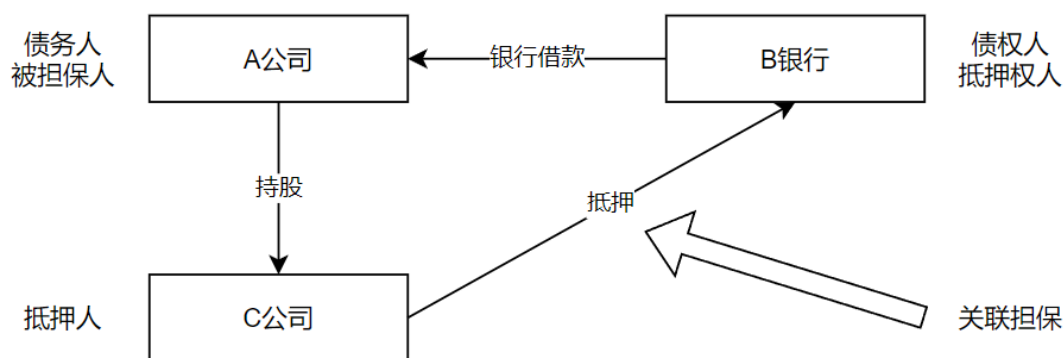 债务人
被担保人
A公司
银行借款
B银行
债权人
抵押权人
持股
抵押
抵押人
C公司
关联担保